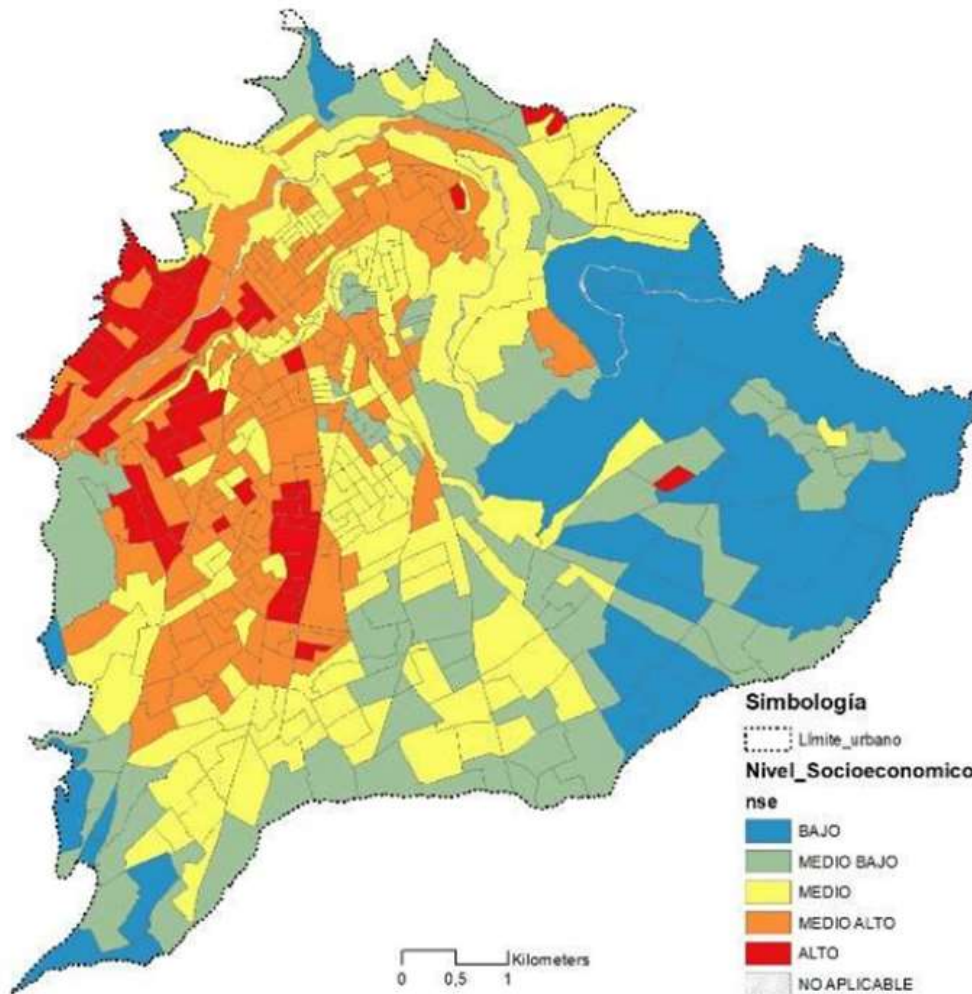 Simbología
Límite_urbano
Nivel_Socioeconomico
nse
BAJO
MEDIO BAJO
MEDIO
MEDIO ALTO
ALTO
NO APLICABLE
Kilometers
0 0,5 1